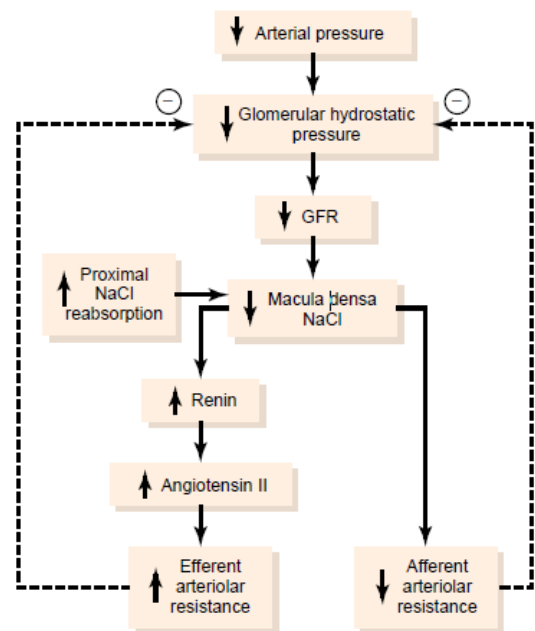 Arterial pressure
−
−
Glomerular hydrostatic
pressure
GFR
Proximal
NaCl
reabsorption
Macula densa
NaCl
Renin
Angiotensin II
Efferent
arteriolar
resistance
Afferent
arteriolar
resistance